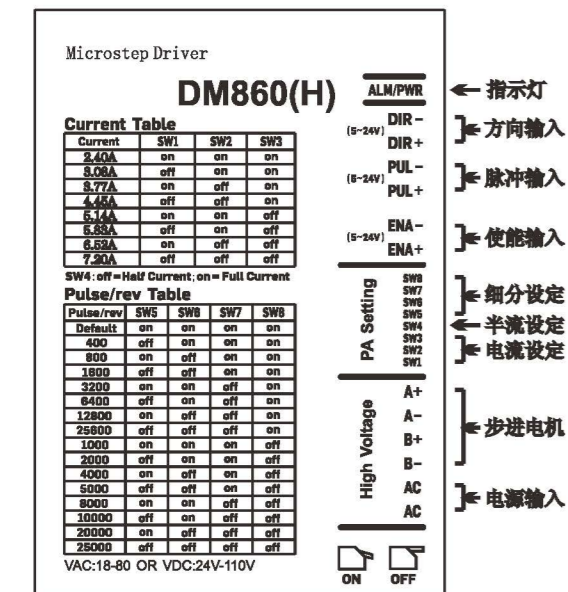 Microstep Driver
DM860(H)
Current Table
Current SW1 SW2 SW3
2.40A on on on
3.08A off on on
3.77A on off on
4.45A off off on
5.14A on on off
5.83A off on off
6.52A on off off
7.20A off off off
SW4: off=Half Current; on=Full Current
Pulse/rev Table
Pulse/rev SW5 SW6 SW7 SW8
Default on on on on
400 off on on on
800 on off on on
1600 off off on on
3200 on on off on
6400 off on off on
12800 on off off on
25600 off off off on
1000 on on on off
2000 off on on off
4000 on off on off
5000 off off on off
8000 on on off off
10000 off on off off
20000 on off off off
25000 off off off off
VAC:18-80 OR VDC:24V-110V
ALM/PWR 指示灯
DIR-
(5~24V) 方向输入
DIR+
PUL-
(5~24V) 脉冲输入
PUL+
ENA-
(5~24V) 使能输入
ENA+
PA Setting
SW8
SW7
SW6
SW5
细分设定
SW4 半流设定
SW3
SW2
SW1
电流设定
High Voltage
A+
A-
B+
B-
步进电机
AC
AC
电源输入
ON OFF